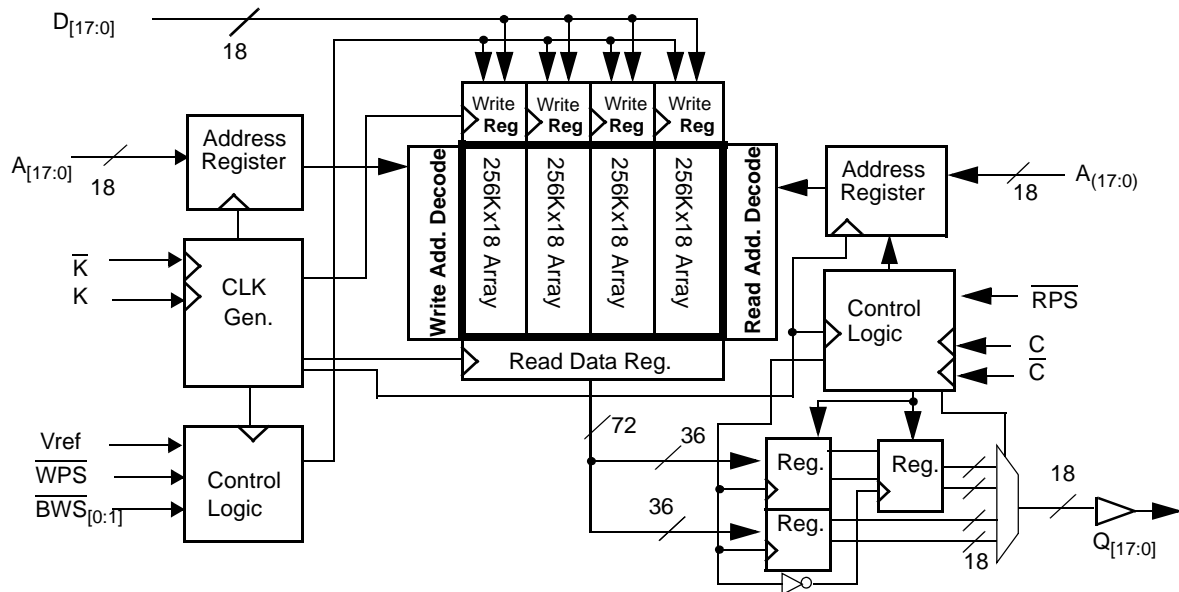 D[17:0]
18
Write Reg
Write Reg
Write Reg
Write Reg
Address Register
A[17:0]
18
Write Add. Decode
256Kx18 Array
256Kx18 Array
256Kx18 Array
256Kx18 Array
Read Add. Decode
Address Register
18
A(17:0)
K̅
K
CLK Gen.
Control Logic
R̅P̅S̅
C
C̅
Read Data Reg.
72
Vref
W̅P̅S̅
B̅W̅S̅[0:1]
Control Logic
36
Reg.
Reg.
36
Reg.
18
18
Q[17:0]